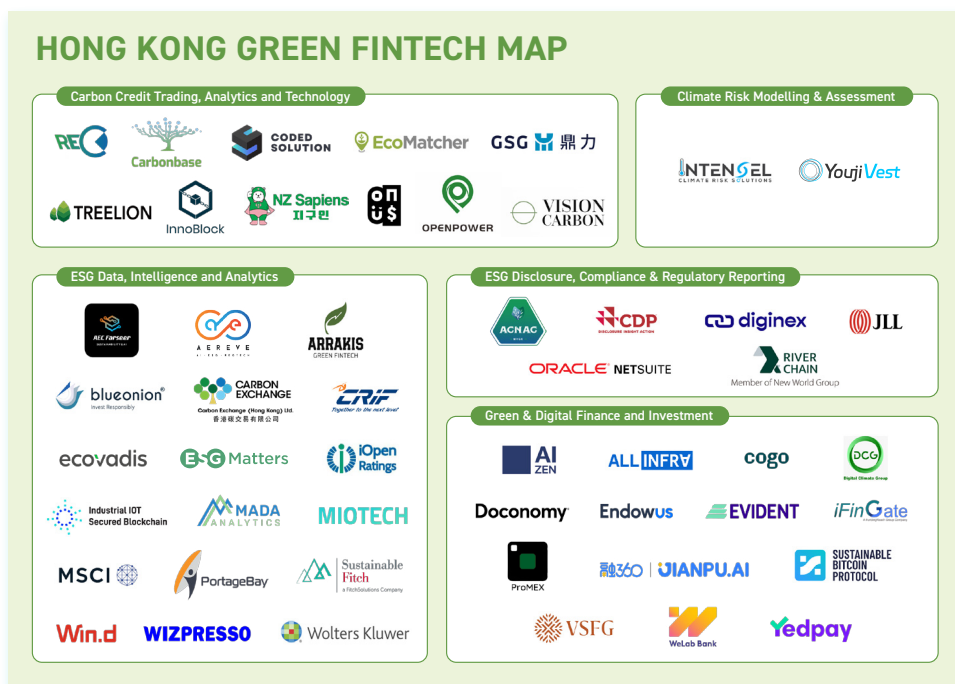 HONG KONG GREEN FINTECH MAP
Carbon Credit Trading, Analytics and Technology
REC
Carbonbase
CODED
SOLUTION
EcoMatcher
GSG 鼎力
TREELION
InnoBlock
NZ Sapiens
지구인
OPENPOWER
VISION
CARBON
Climate Risk Modelling & Assessment
INTENSEL
CLIMATE RISK SOLUTIONS
YoujiVest
ESG Data, Intelligence and Analytics
AEC Farseer
AEREVE
ARRAKIS
GREEN FINTECH
blueonion
Invest Responsibly
CARBON
EXCHANGE
Carbon Exchange (Hong Kong) Ltd.
香港碳交易有限公司
CRIF
Together to the next level
ecovadis
ESG Matters
iOpen
Ratings
Industrial IOT
Secured Blockchain
MADA
ANALYTICS
MIOTECH
MSCI
PortageBay
Sustainable
Fitch
a FitchSolutions Company
Win.d
WIZPRESSO
Wolters Kluwer
ESG Disclosure, Compliance & Regulatory Reporting
ACNAC
CDP
DISCLOSURE INSIGHT ACTION
diginex
JLL
ORACLE NETSUITE
RIVER
CHAIN
Member of New World Group
Green & Digital Finance and Investment
AI
ZEN
ALLINFRA
cogo
DCG
Digital Climate Group
Doconomy
Endowus
EVIDENT
iFinGate
ProMEX
融360 | JIANPU.AI
SUSTAINABLE
BITCOIN
PROTOCOL
VSFG
WeLab Bank
Yedpay